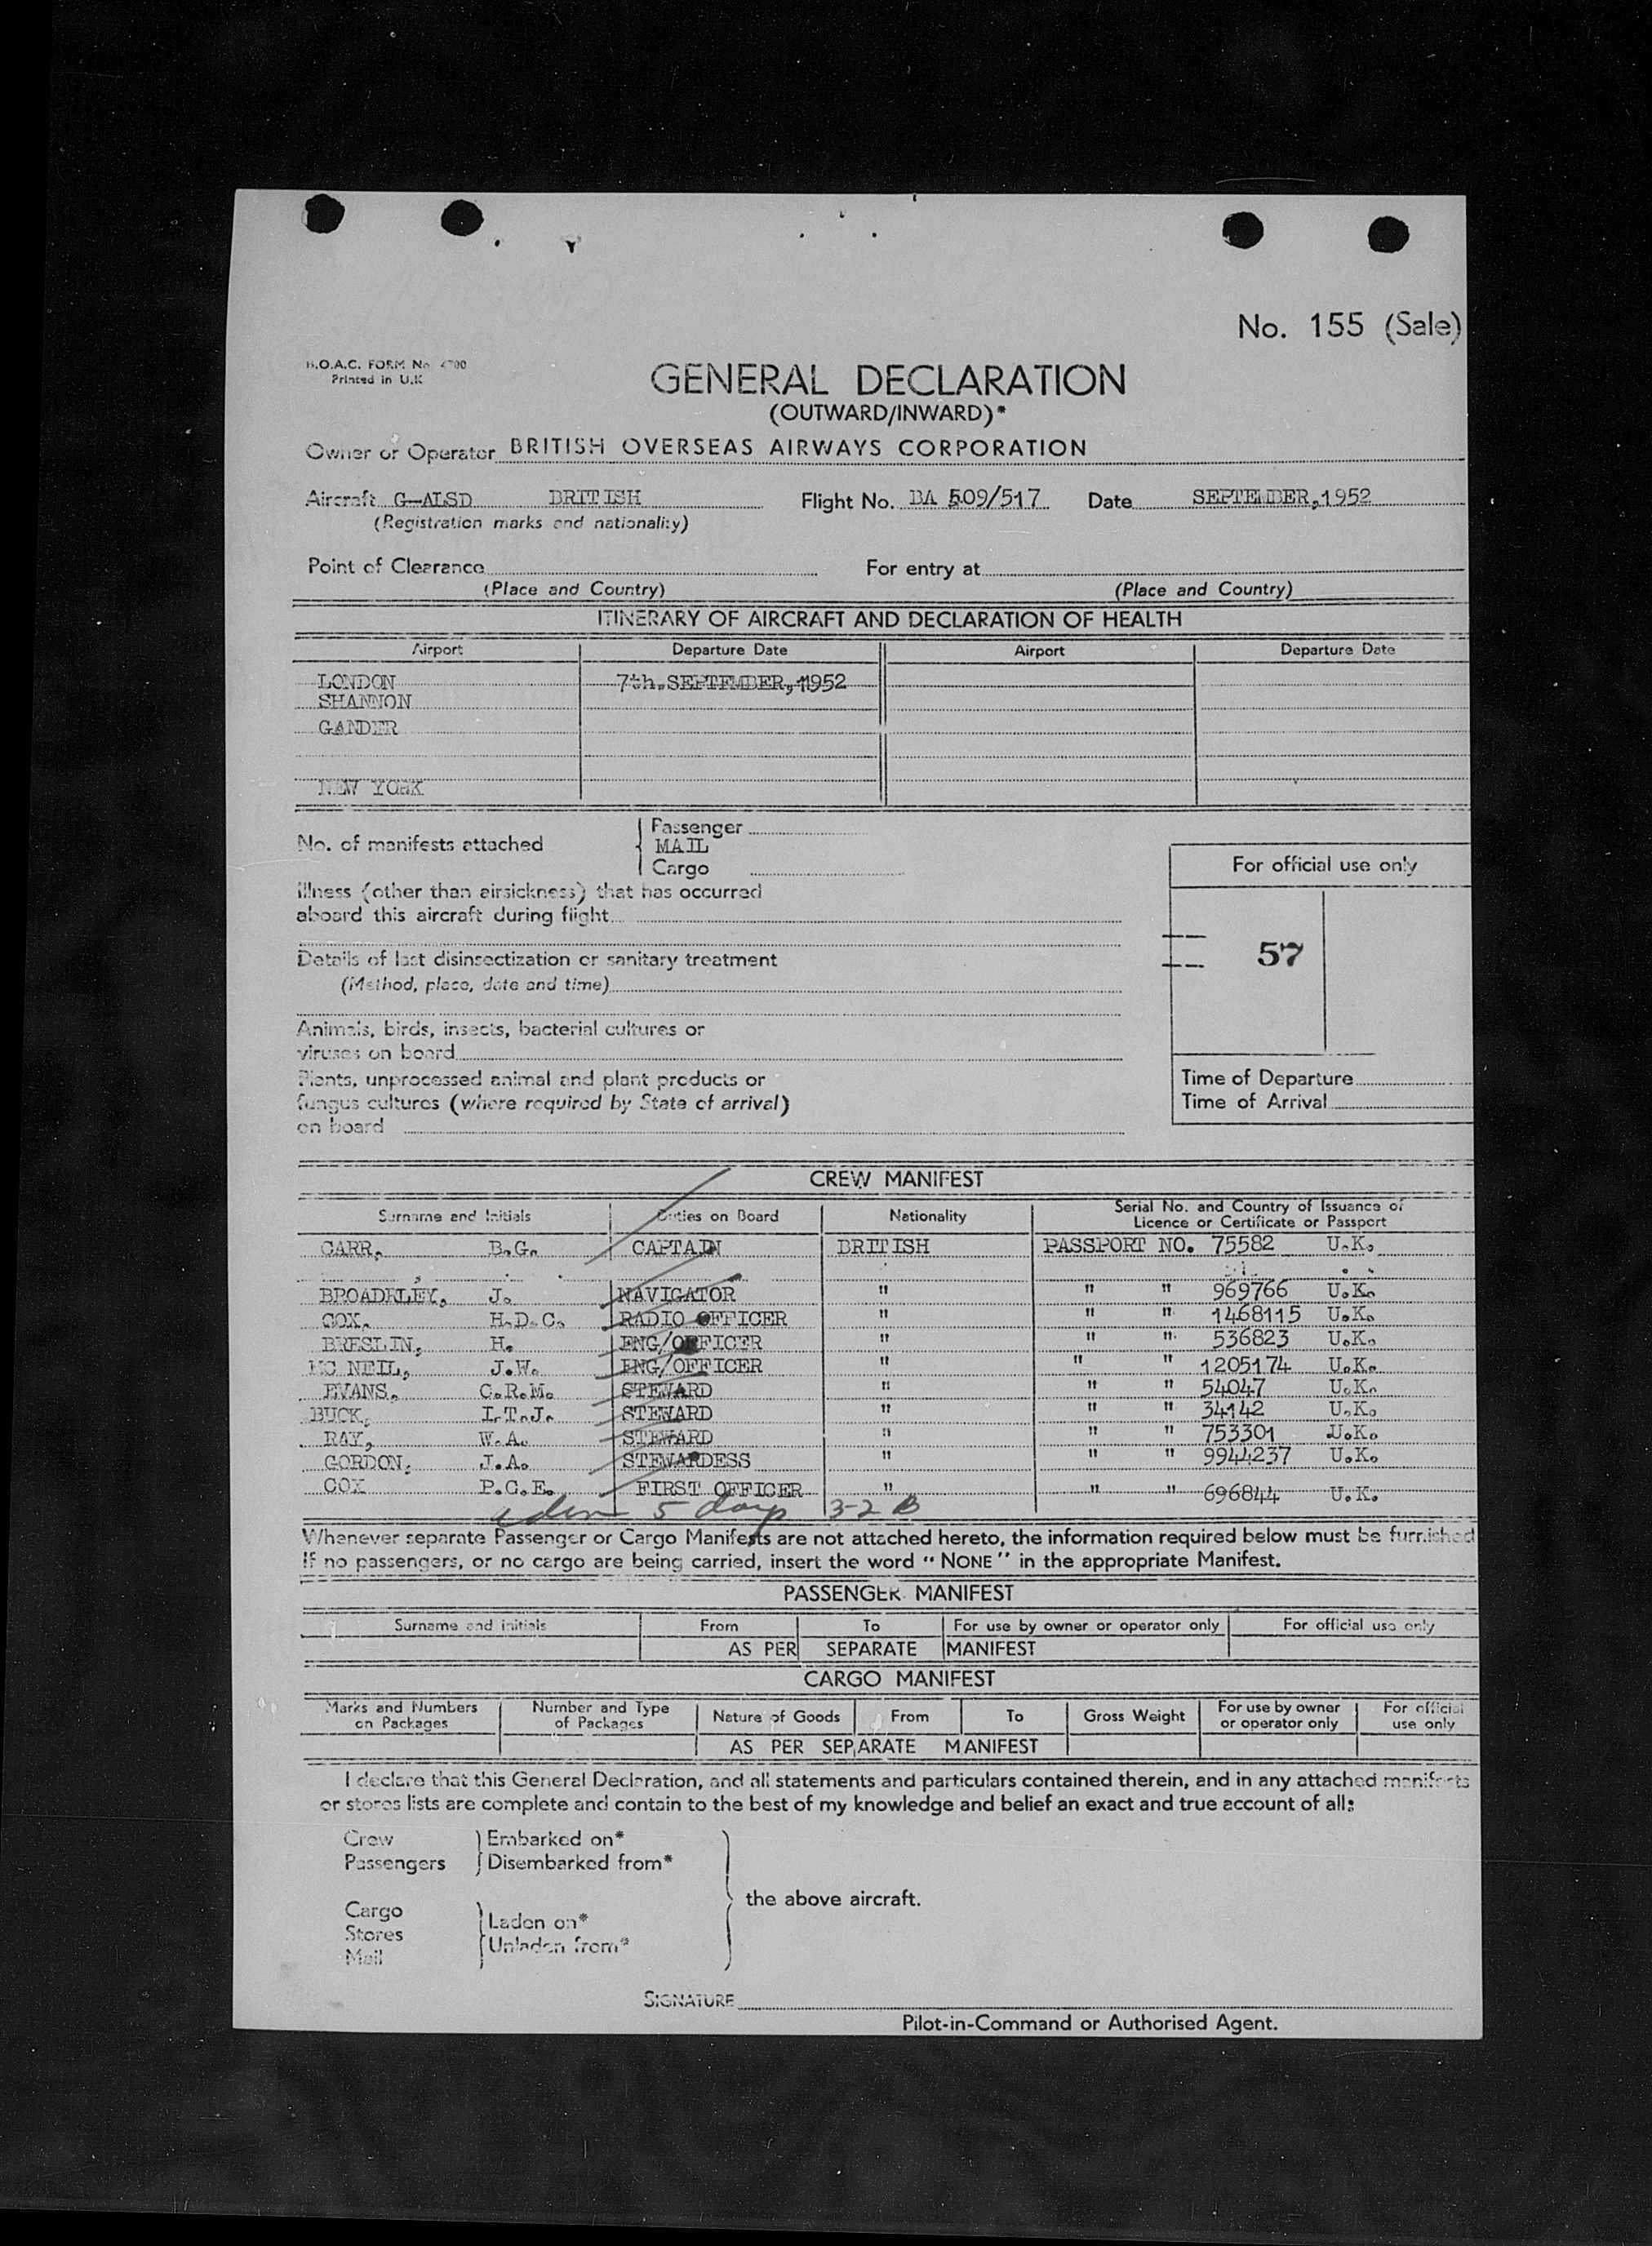 No. 155 (Sale)
B.O.A.C. FORM No
Printed in U.K
GENERAL DECLARATION
(OUTWARD/INWARD)*
Owner or Operator BRITISH OVERSEAS AIRWAYS CORPORATION
Aircraft G-ALSD BRITISH Flight No. BA 509/517 Date SEPTEMBER,1952
(Registration marks and nationality)
Point of Clearance For entry at
(Place and Country) (Place and Country)
ITINERARY OF AIRCRAFT AND DECLARATION OF HEALTH
Airport Departure Date Airport Departure Date
LONDON 7th.SEPTEMBER,1952
SHANNON
GANDER
NEW YORK
No. of manifests attached { Passenger
MAIL
Cargo
For official use only
Illness (other than airsickness) that has occurred
aboard this aircraft during flight
57
Details of last disinsectization or sanitary treatment
(Method, place, date and time)
Animals, birds, insects, bacterial cultures or
viruses on board
Plants, unprocessed animal and plant products or
fungus cultures (where required by State of arrival)
on board
Time of Departure
Time of Arrival
CREW MANIFEST
Surname and Initials Duties on Board Nationality Serial No. and Country of Issuance of Licence or Certificate or Passport
CARR, B.G. CAPTAIN BRITISH PASSPORT NO. 75582 U.K.
BROADKLEY, J. NAVIGATOR " " " 969766 U.K.
COX, H.D.C. RADIO OFFICER " " " 1468115 U.K.
BRESLIN, H. ENG/OFFICER " " " 536823 U.K.
MC NEIL, J.W. ENG/OFFICER " " " 1205174 U.K.
EVANS, C.R.M. STEWARD " " " 54047 U.K.
BUCK, I.T.J. STEWARD " " " 34142 U.K.
RAY, W.A. STEWARD " " " 753301 U.K.
GORDON, J.A. STEWARDESS " " " 9944237 U.K.
COX P.C.E. FIRST OFFICER " " " 696844 U.K.
5 days 3-2 B
Whenever separate Passenger or Cargo Manifests are not attached hereto, the information required below must be furnished
If no passengers, or no cargo are being carried, insert the word "NONE" in the appropriate Manifest.
PASSENGER MANIFEST
Surname and initials From To For use by owner or operator only For official use only
AS PER SEPARATE MANIFEST
CARGO MANIFEST
Marks and Numbers on Packages Number and Type of Packages Nature of Goods From To Gross Weight For use by owner or operator only For official use only
AS PER SEPARATE MANIFEST
I declare that this General Declaration, and all statements and particulars contained therein, and in any attached manifests
or stores lists are complete and contain to the best of my knowledge and belief an exact and true account of all:
Crew } Embarked on*
Passengers } Disembarked from*
the above aircraft.
Cargo
Stores } Laden on*
Mail } Unladen from*
SIGNATURE
Pilot-in-Command or Authorised Agent.